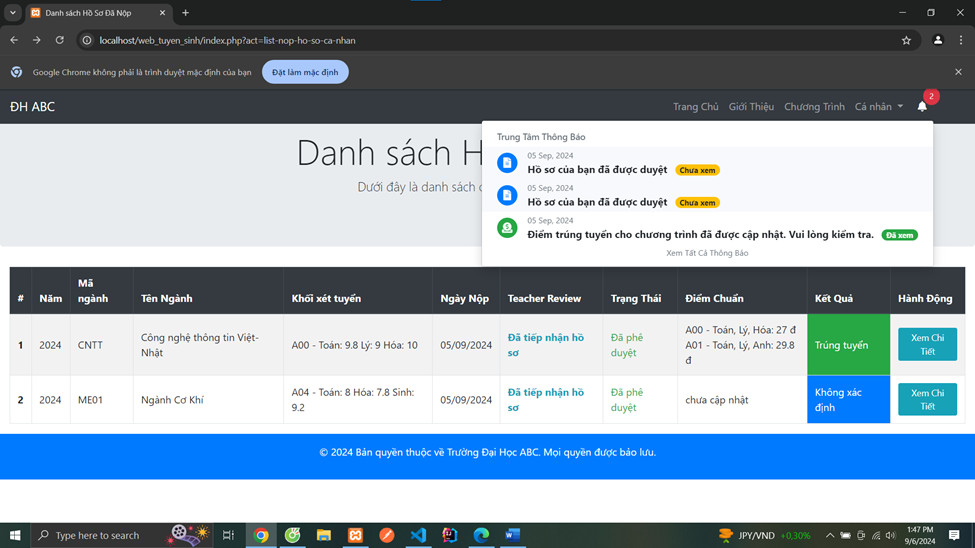 Danh sách Hồ Sơ Đã Nộp
localhost/web_tuyen_sinh/index.php?act=list-nop-ho-so-ca-nhan
Google Chrome không phải là trình duyệt mặc định của bạn
Đặt làm mặc định
ĐH ABC
Trang Chủ Giới Thiệu Chương Trình Cá nhân 2
Danh sách H
Dưới đây là danh sách
Trung Tâm Thông Báo
05 Sep, 2024
Hồ sơ của bạn đã được duyệt Chưa xem
05 Sep, 2024
Hồ sơ của bạn đã được duyệt Chưa xem
05 Sep, 2024
Điểm trúng tuyển cho chương trình đã được cập nhật. Vui lòng kiểm tra. Đã xem
Xem Tất Cả Thông Báo
# Năm Mã ngành Tên Ngành Khối xét tuyển Ngày Nộp Teacher Review Trạng Thái Điểm Chuẩn Kết Quả Hành Động
1 2024 CNTT Công nghệ thông tin Việt-Nhật A00 - Toán: 9.8 Lý: 9 Hóa: 10 05/09/2024 Đã tiếp nhận hồ sơ Đã phê duyệt A00 - Toán, Lý, Hóa: 27 đ A01 - Toán, Lý, Anh: 29.8 đ Trúng tuyển Xem Chi Tiết
2 2024 ME01 Ngành Cơ Khí A04 - Toán: 8 Hóa: 7.8 Sinh: 9.2 05/09/2024 Đã tiếp nhận hồ sơ Đã phê duyệt chưa cập nhật Không xác định Xem Chi Tiết
© 2024 Bản quyền thuộc về Trường Đại Học ABC. Mọi quyền được bảo lưu.
Type here to search
JPY/VND +0,30%
1:47 PM
9/6/2024